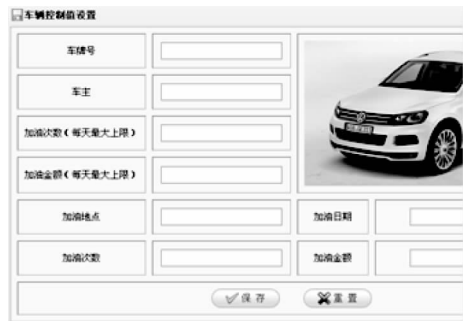 车辆控制值设置
车牌号
车主
加油次数(每天最大上限)
加油金额(每天最大上限)
加油地点
加油日期
加油次数
加油金额
保存
重置